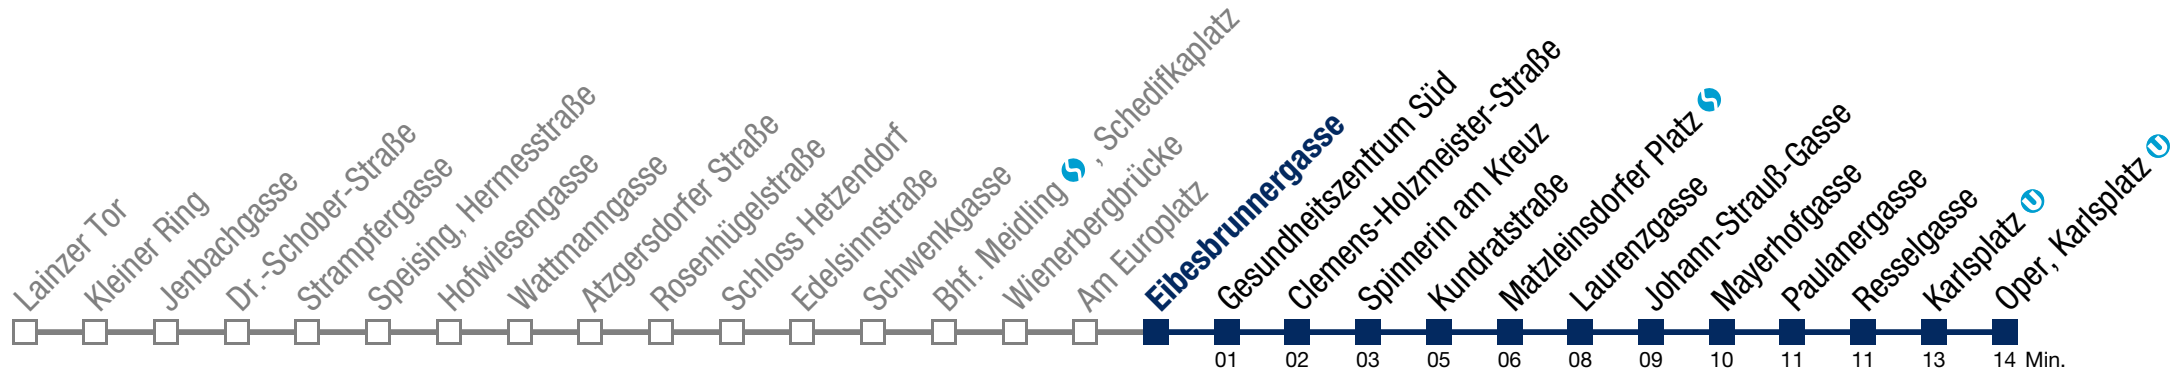 Lainzer Tor
Kleiner Ring
Jenbachgasse
Dr.-Schober-Straße
Strampfergasse
Speising, Hermesstraße
Hofwiesengasse
Wattmanngasse
Atzgersdorfer Straße
Rosenhügelstraße
Schloss Hetzendorf
Edelsinnstraße
Schwenkgasse
Bhf. Meidling S, Schedifkaplatz
Wienerbergbrücke
Am Europlatz
Eibesbrunnergasse
Gesundheitszentrum Süd
Clemens-Holzmeister-Straße
Spinnerin am Kreuz
Kundratstraße
Matzleinsdorfer Platz S
Laurenzgasse
Johann-Strauß-Gasse
Mayerhofgasse
Paulanergasse
Resselgasse
Karlsplatz U
Oper, Karlsplatz U
01 02 03 05 06 08 09 10 11 11 13 14 Min.